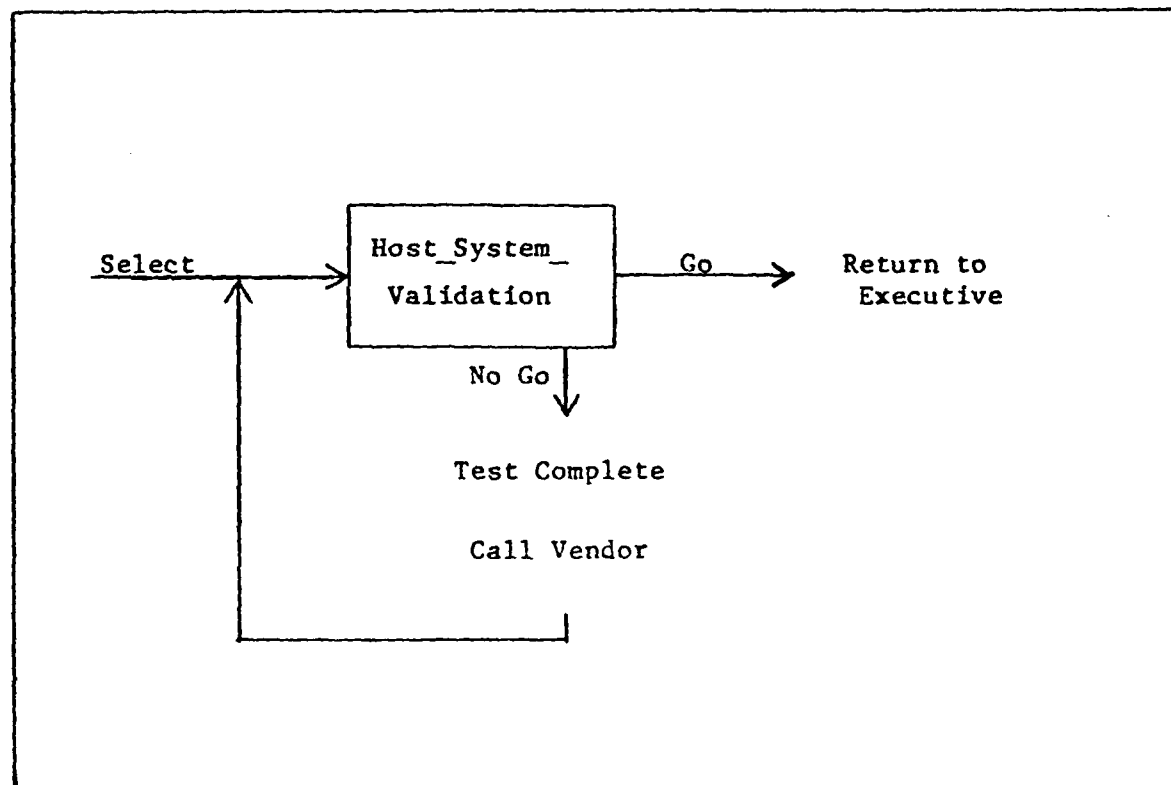 Select
Host_System_
Validation
Go
Return to
Executive
No Go
Test Complete
Call Vendor